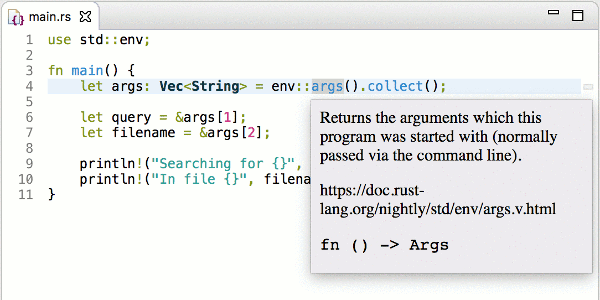 main.rs
1 use std::env;
2
3 fn main() {
4     let args: Vec<String> = env::args().collect();
5
6     let query = &args[1];
7     let filename = &args[2];
8
9     println!("Searching for {}",
10     println!("In file {}", filena
11 }
Returns the arguments which this
program was started with (normally
passed via the command line).
https://doc.rust-
lang.org/nightly/std/env/args.v.html
fn () -> Args